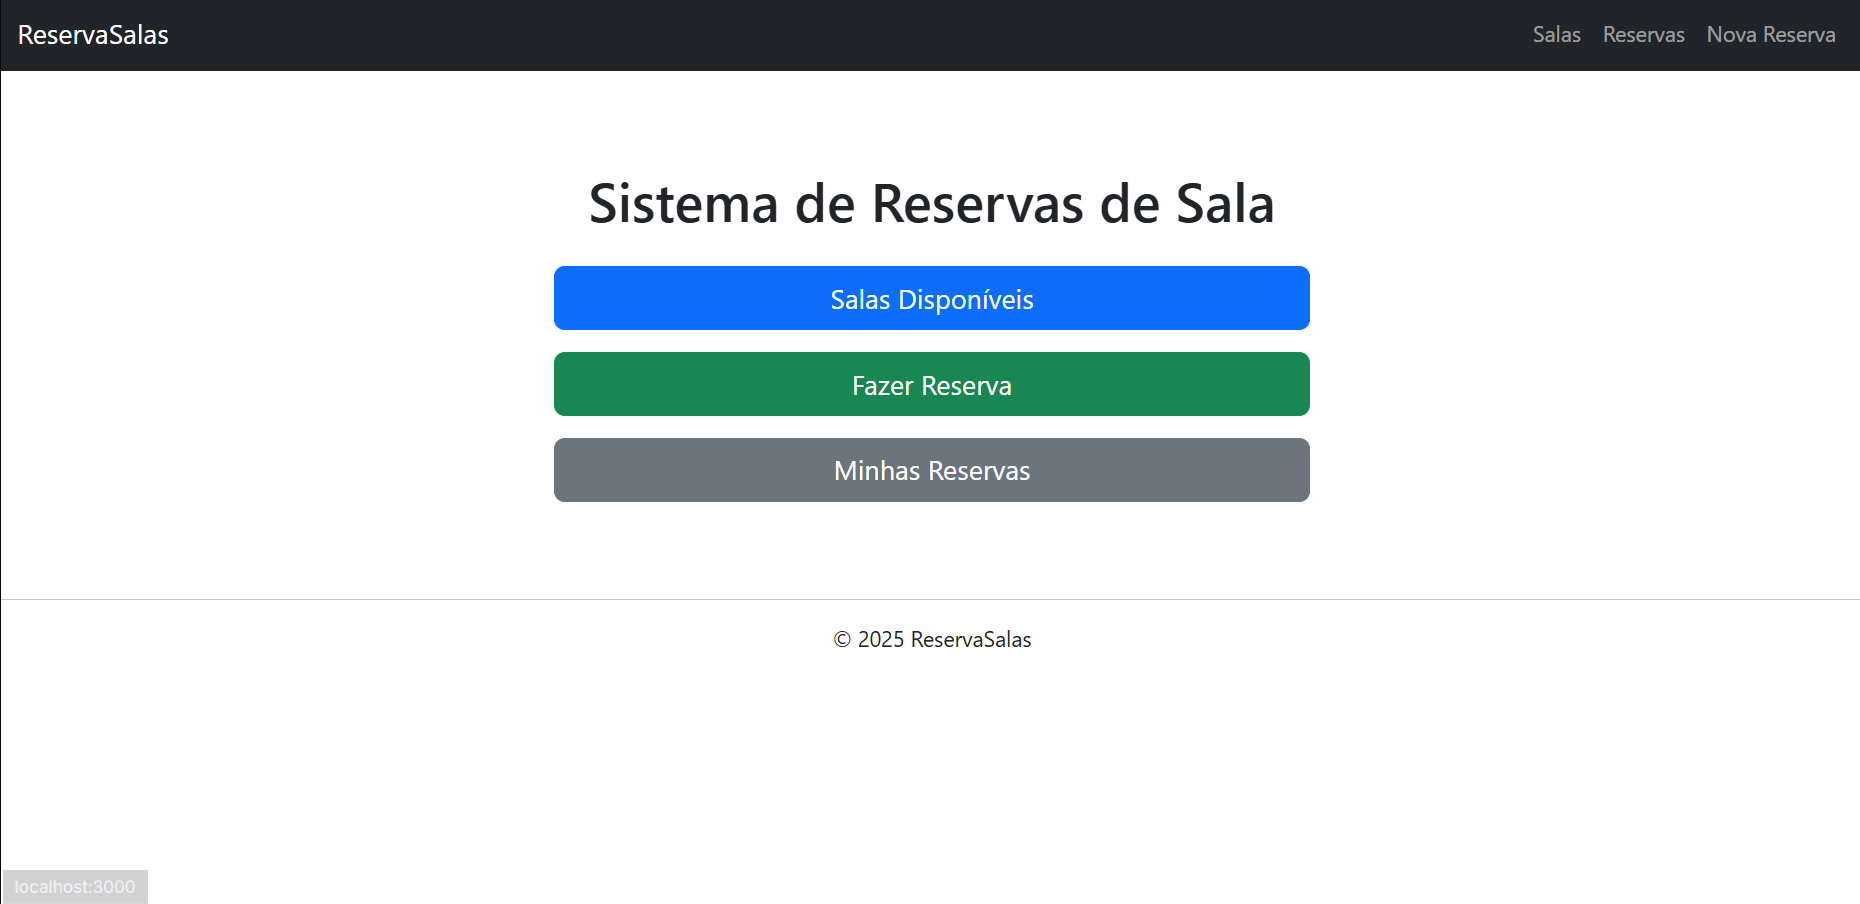 ReservaSalas
Salas Reservas Nova Reserva
Sistema de Reservas de Sala
Salas Disponíveis
Fazer Reserva
Minhas Reservas
© 2025 ReservaSalas
localhost:3000